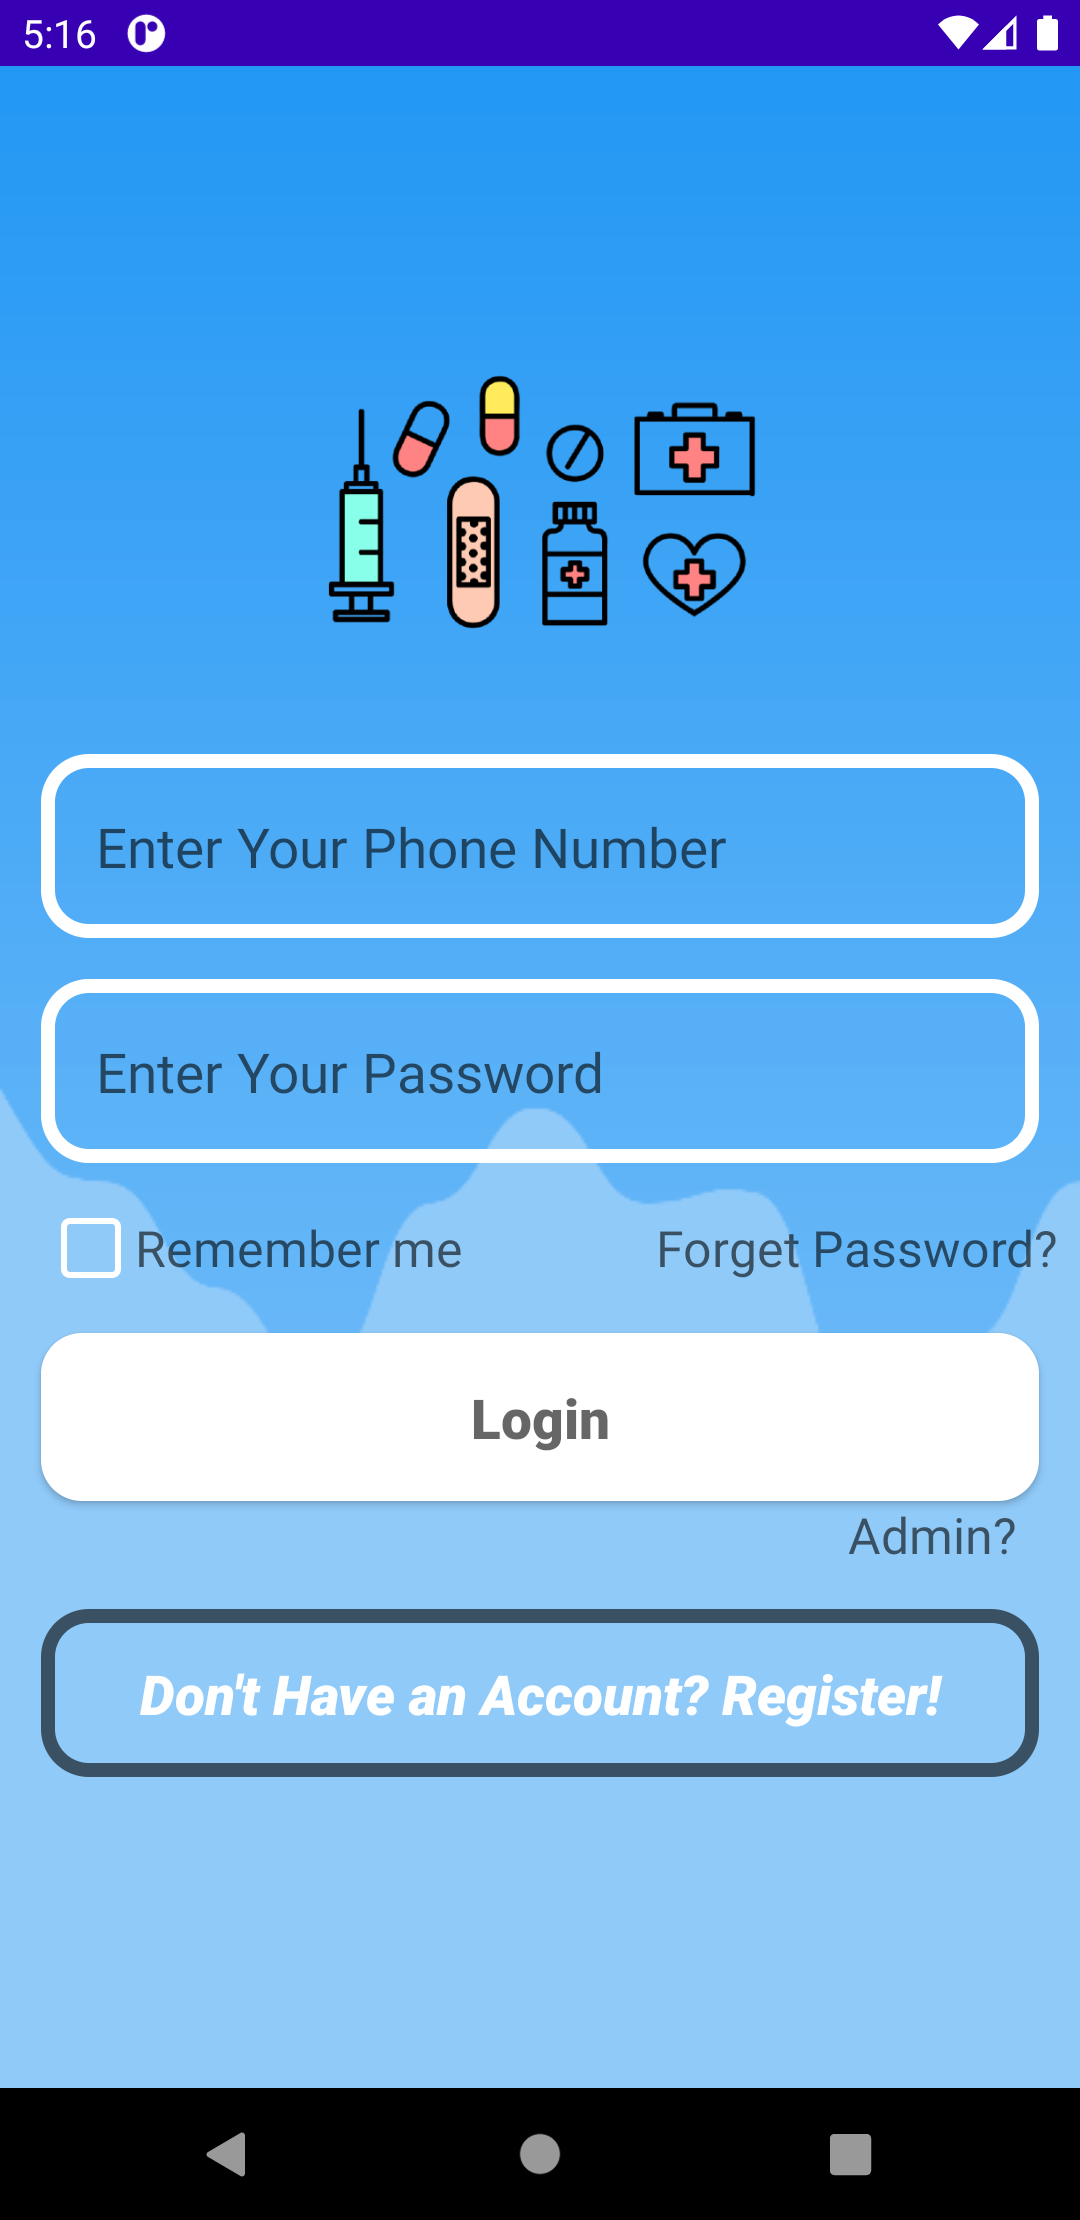 5:16
Enter Your Phone Number
Enter Your Password
Remember me
Forget Password?
Login
Admin?
Don't Have an Account? Register!